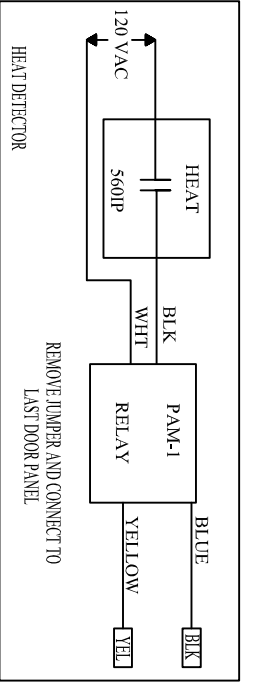 120 VAC
HEAT
560IP
BLK
WHT
PAM-1
RELAY
BLUE
YELLOW
BLK
YEL
HEAT DETECTOR
REMOVE JUMPER AND CONNECT TO
LAST DOOR PANEL